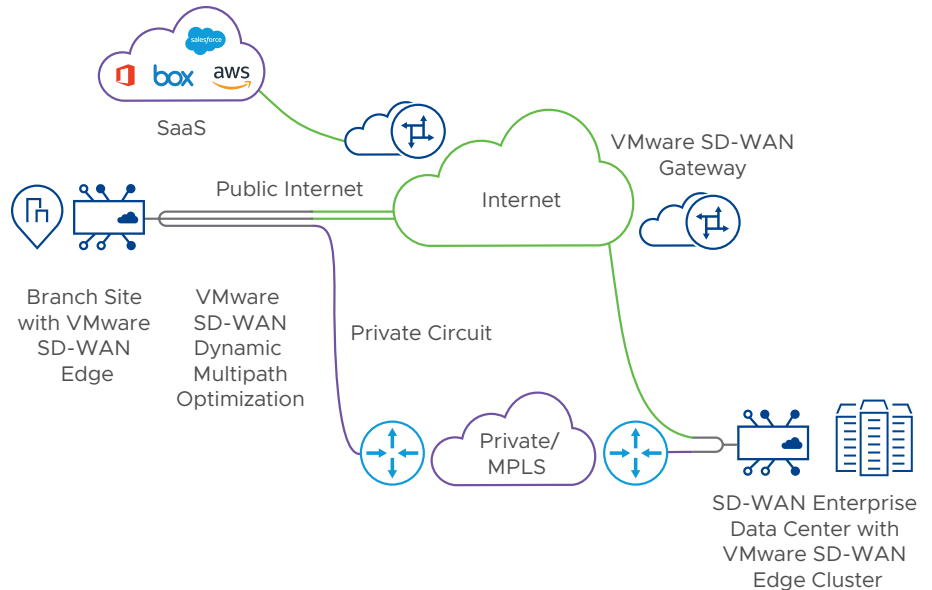 salesforce
box
aws
SaaS
VMware SD-WAN
Gateway
Public Internet
Internet
Branch Site
with VMware
SD-WAN
Edge
VMware
SD-WAN
Dynamic
Multipath
Optimization
Private Circuit
Private/
MPLS
SD-WAN Enterprise
Data Center with
VMware SD-WAN
Edge Cluster